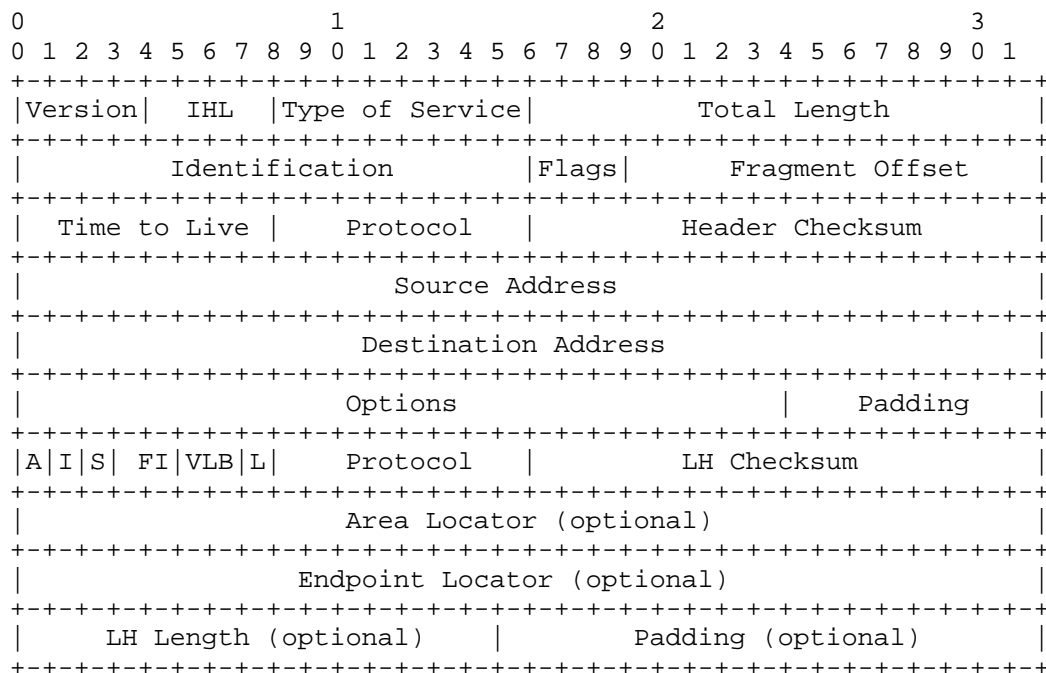 0                   1                   2                   3
0 1 2 3 4 5 6 7 8 9 0 1 2 3 4 5 6 7 8 9 0 1 2 3 4 5 6 7 8 9 0 1
+-+-+-+-+-+-+-+-+-+-+-+-+-+-+-+-+-+-+-+-+-+-+-+-+-+-+-+-+-+-+-+-+
|Version|  IHL  |Type of Service|          Total Length         |
+-+-+-+-+-+-+-+-+-+-+-+-+-+-+-+-+-+-+-+-+-+-+-+-+-+-+-+-+-+-+-+-+
|         Identification        |Flags|      Fragment Offset    |
+-+-+-+-+-+-+-+-+-+-+-+-+-+-+-+-+-+-+-+-+-+-+-+-+-+-+-+-+-+-+-+-+
|  Time to Live |    Protocol   |         Header Checksum       |
+-+-+-+-+-+-+-+-+-+-+-+-+-+-+-+-+-+-+-+-+-+-+-+-+-+-+-+-+-+-+-+-+
|                       Source Address                          |
+-+-+-+-+-+-+-+-+-+-+-+-+-+-+-+-+-+-+-+-+-+-+-+-+-+-+-+-+-+-+-+-+
|                     Destination Address                       |
+-+-+-+-+-+-+-+-+-+-+-+-+-+-+-+-+-+-+-+-+-+-+-+-+-+-+-+-+-+-+-+-+
|                    Options                    |    Padding    |
+-+-+-+-+-+-+-+-+-+-+-+-+-+-+-+-+-+-+-+-+-+-+-+-+-+-+-+-+-+-+-+-+
|A|I|S| FI|VLB|L|    Protocol   |         LH Checksum           |
+-+-+-+-+-+-+-+-+-+-+-+-+-+-+-+-+-+-+-+-+-+-+-+-+-+-+-+-+-+-+-+-+
|                    Area Locator (optional)                    |
+-+-+-+-+-+-+-+-+-+-+-+-+-+-+-+-+-+-+-+-+-+-+-+-+-+-+-+-+-+-+-+-+
|                 Endpoint Locator (optional)                   |
+-+-+-+-+-+-+-+-+-+-+-+-+-+-+-+-+-+-+-+-+-+-+-+-+-+-+-+-+-+-+-+-+
|     LH Length (optional)    |        Padding (optional)       |
+-+-+-+-+-+-+-+-+-+-+-+-+-+-+-+-+-+-+-+-+-+-+-+-+-+-+-+-+-+-+-+-+